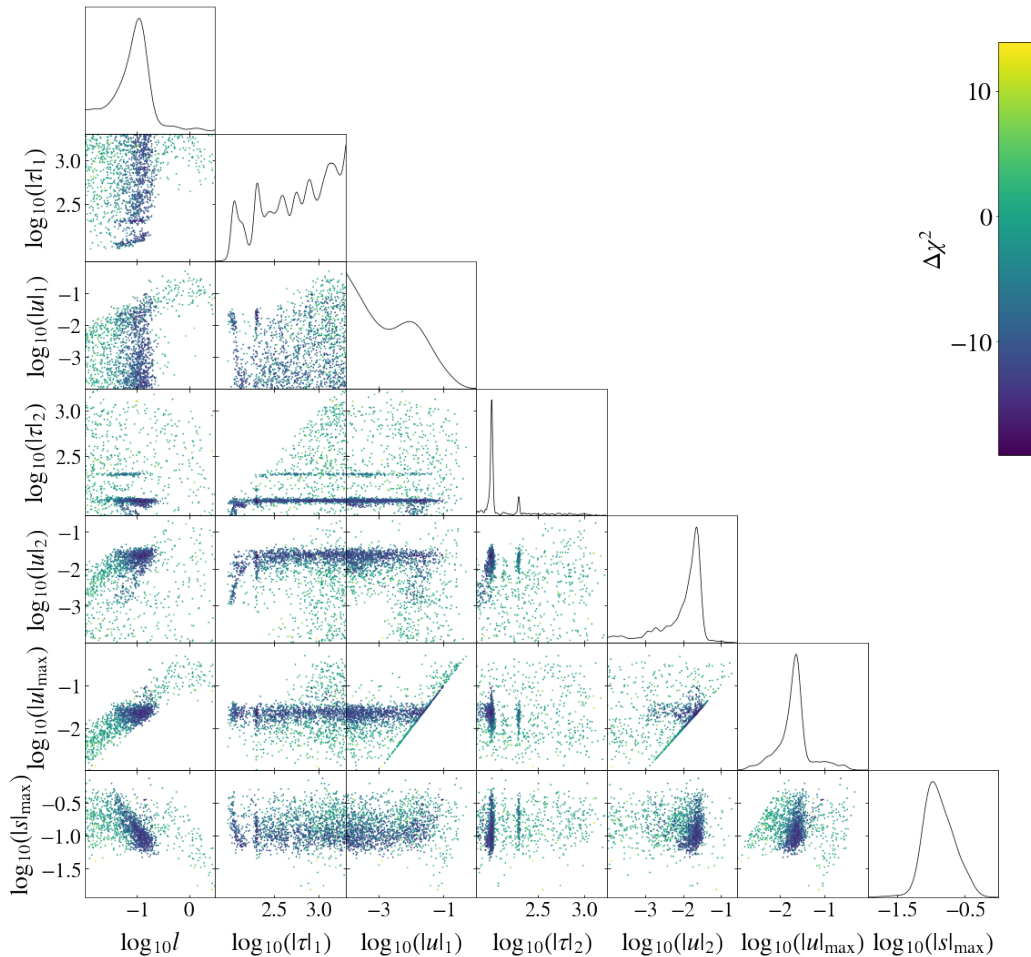 10
0
−10
Δχ²
log₁₀(|τ|₁)
3.0
2.5
log₁₀(|u|₁)
−1
−2
−3
log₁₀(|τ|₂)
3.0
2.5
log₁₀(|u|₂)
−1
−2
−3
log₁₀(|u|max)
−1
−2
log₁₀(|s|max)
−0.5
−1.0
−1.5
−1 0 2.5 3.0 −3 −1 2.5 3.0 −3 −2 −1 −2 −1 −1.5 −0.5
log₁₀l log₁₀(|τ|₁) log₁₀(|u|₁) log₁₀(|τ|₂) log₁₀(|u|₂) log₁₀(|u|max) log₁₀(|s|max)